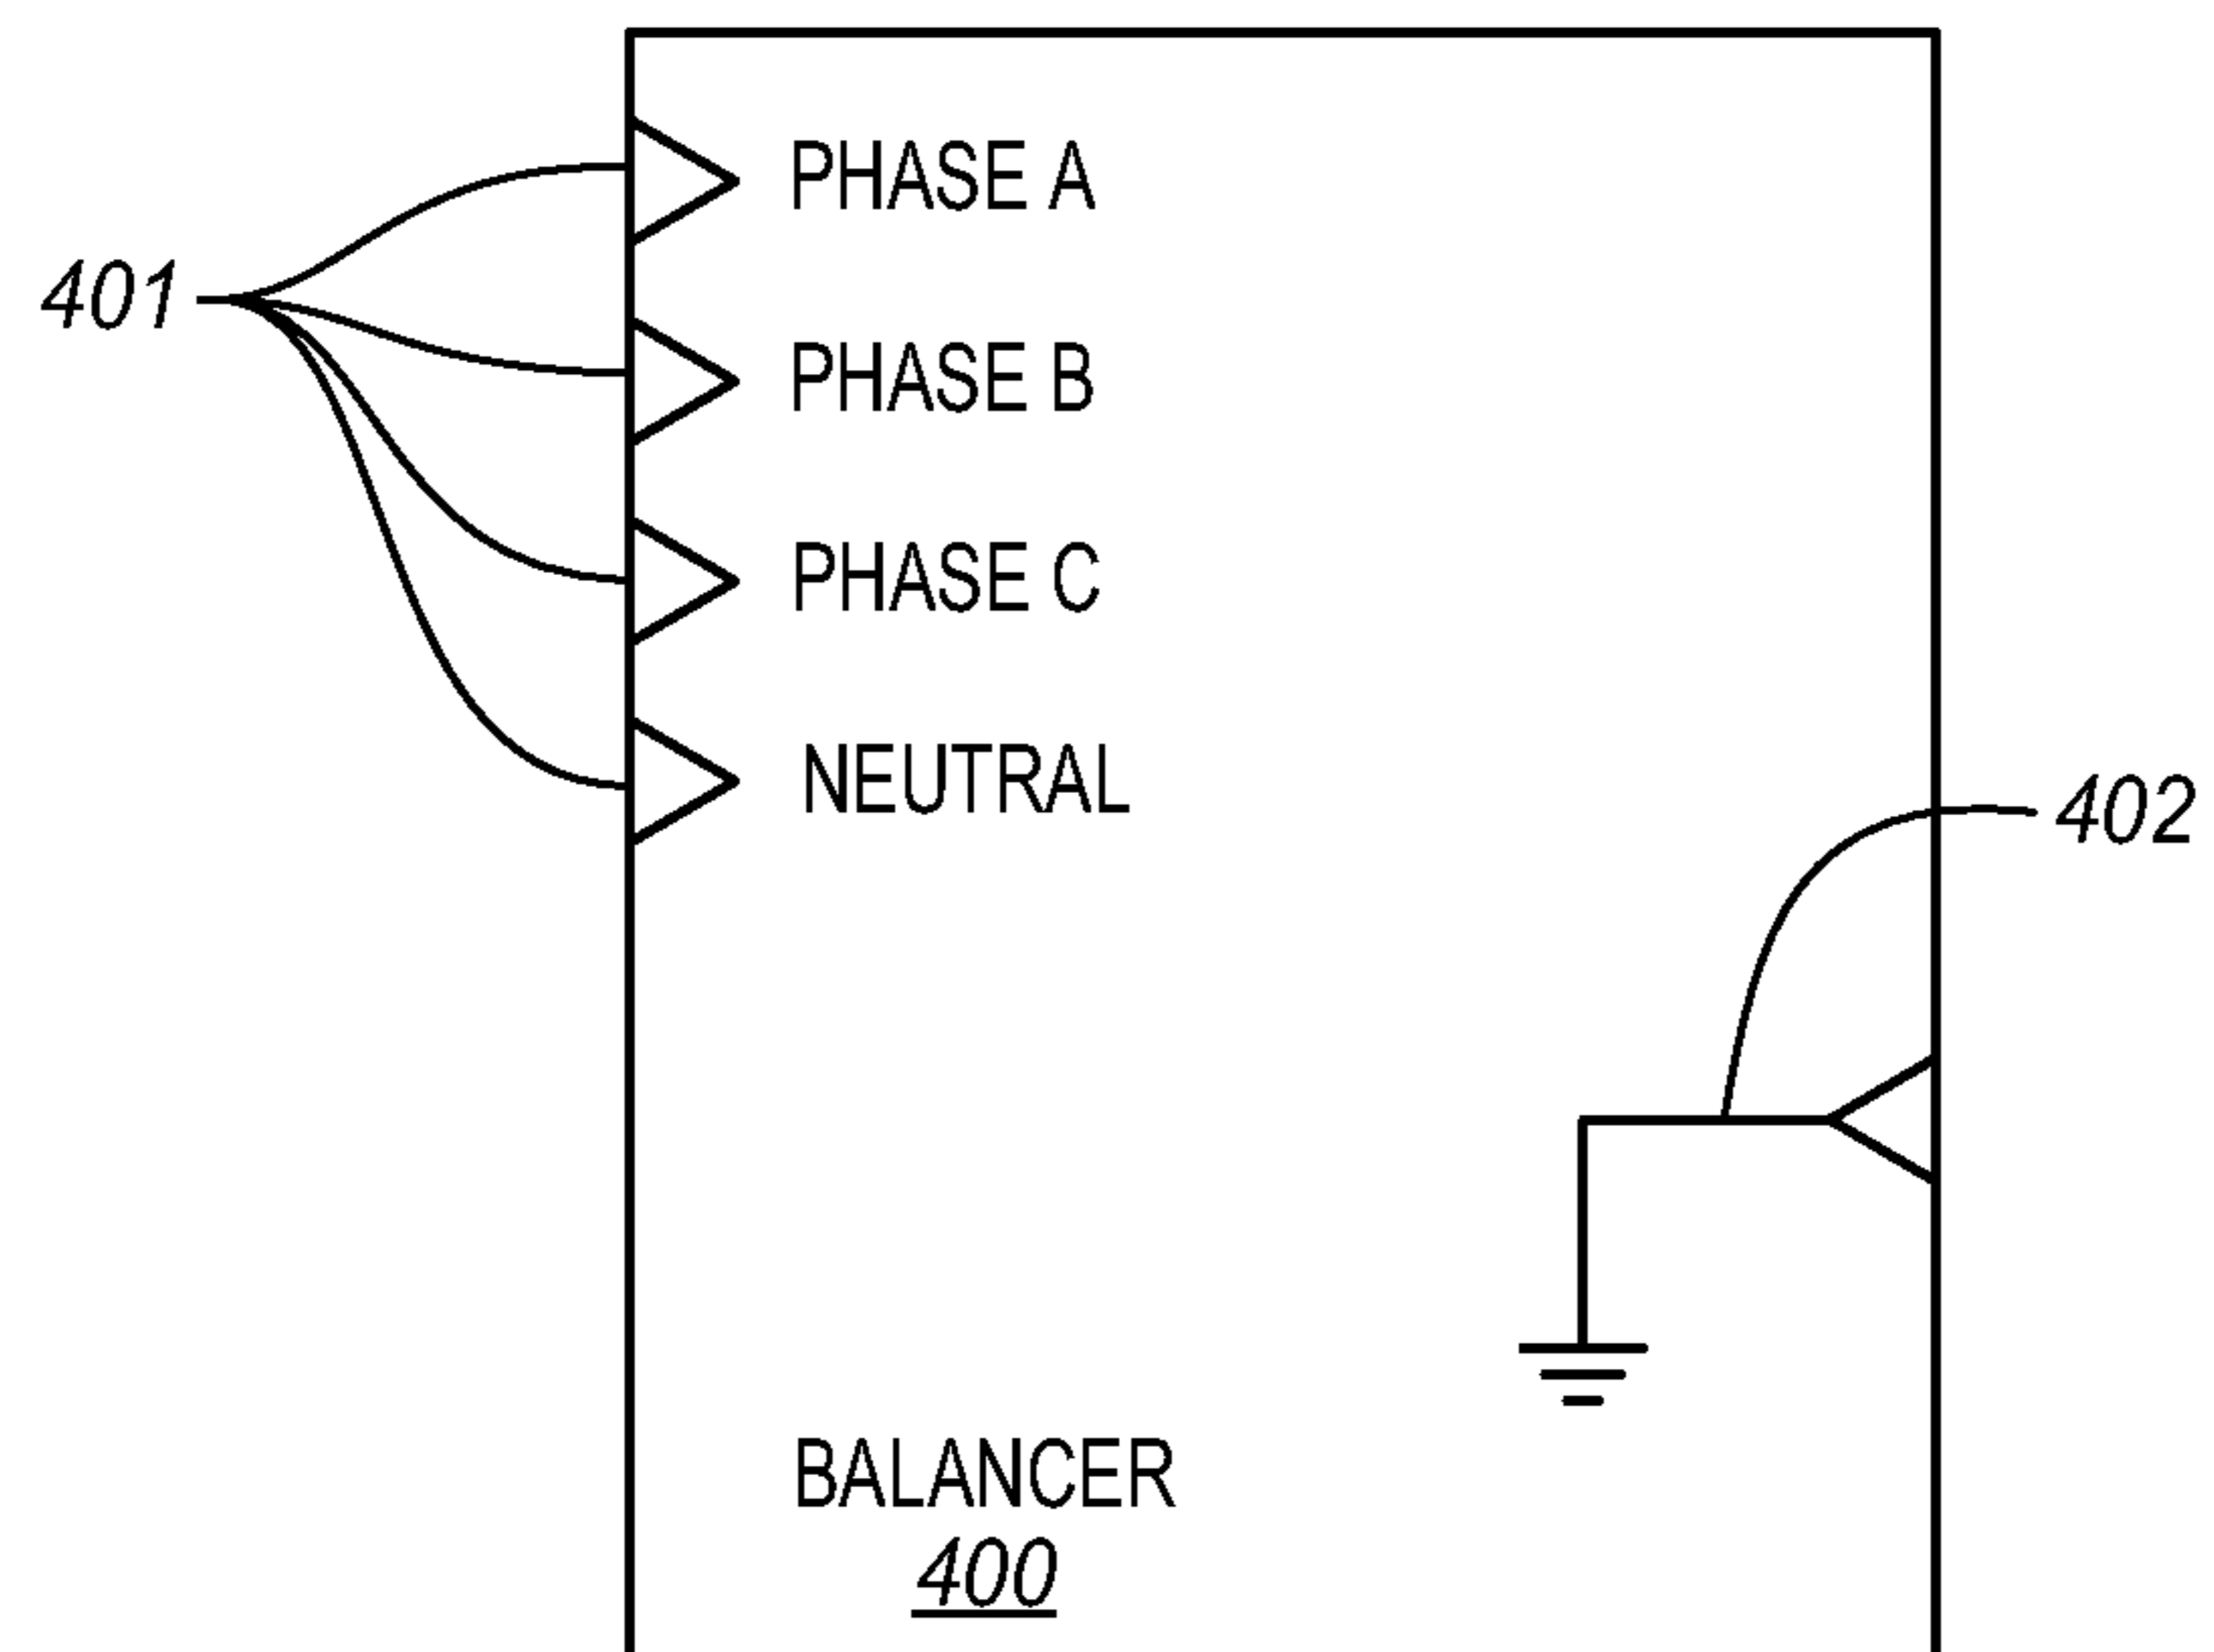 PHASE A
401
PHASE B
PHASE C
NEUTRAL
402
BALANCER
400